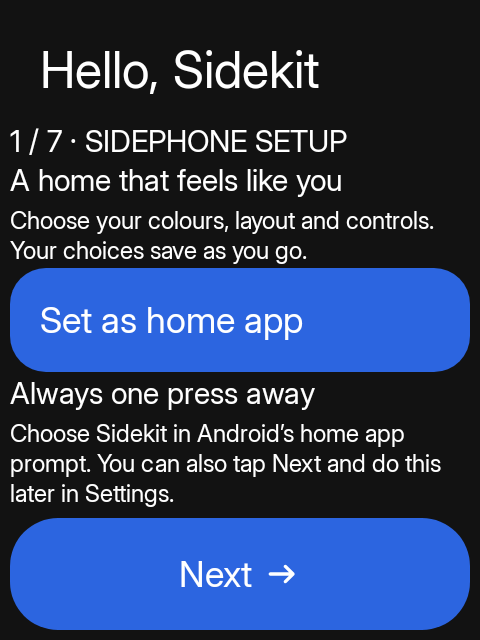 Hello, Sidekit
1 / 7 · SIDEPHONE SETUP
A home that feels like you
Choose your colours, layout and controls.
Your choices save as you go.
Set as home app
Always one press away
Choose Sidekit in Android’s home app
prompt. You can also tap Next and do this
later in Settings.
Next →